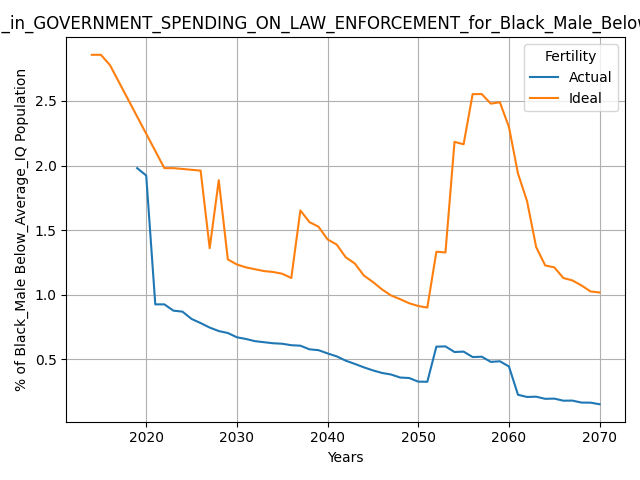 _in_GOVERNMENT_SPENDING_ON_LAW_ENFORCEMENT_for_Black_Male_Below
Fertility
Actual
Ideal
% of Black_Male Below_Average_IQ Population
2.5
2.0
1.5
1.0
0.5
2020 2030 2040 2050 2060 2070
Years